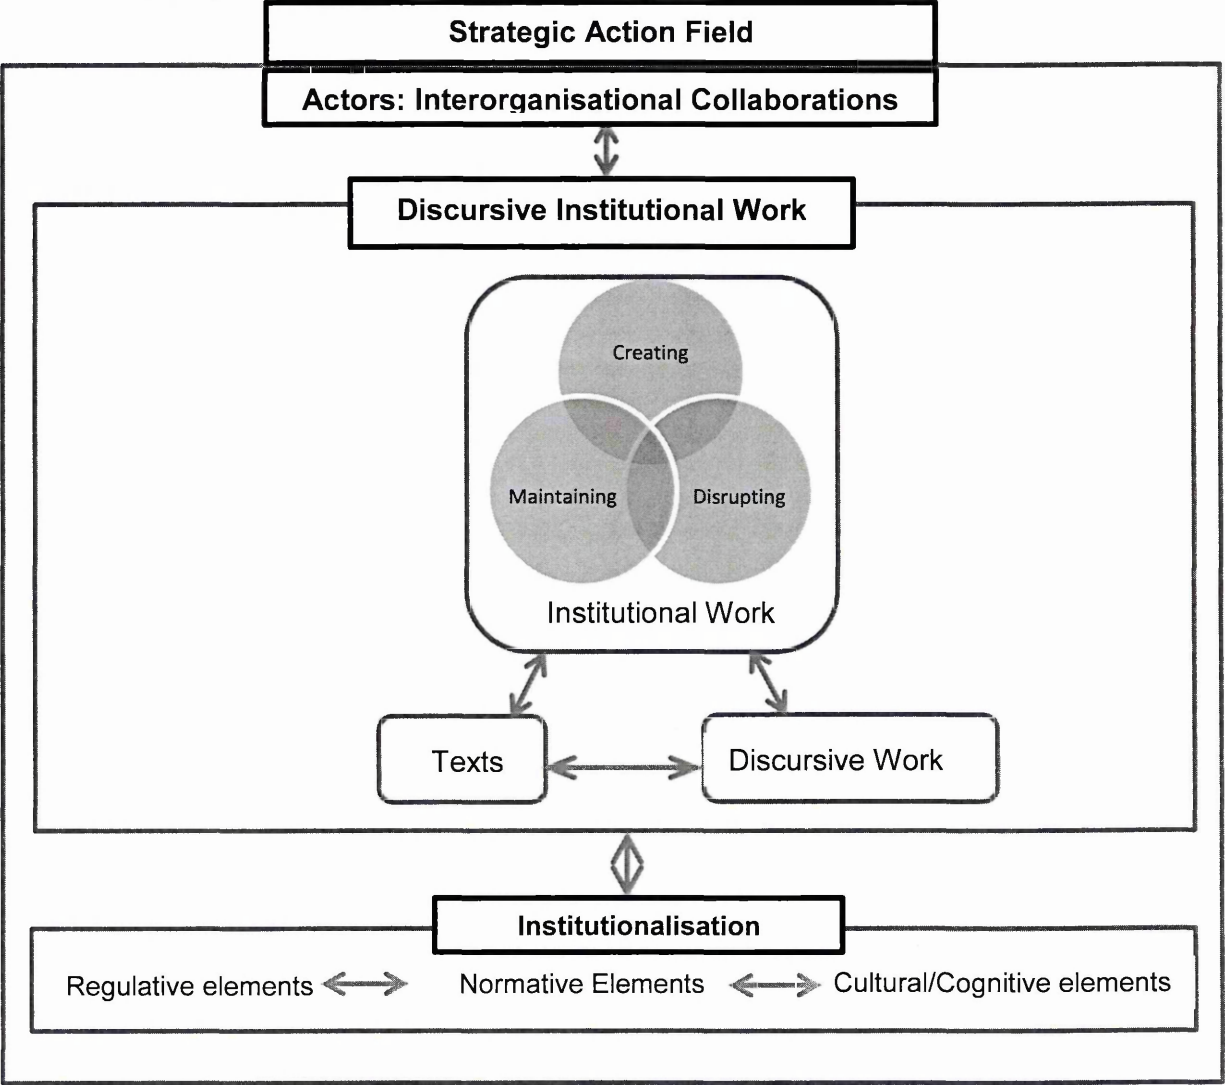 Strategic Action Field
Actors: Interorganisational Collaborations
Discursive Institutional Work
Creating
Maintaining
Disrupting
Institutional Work
Texts
Discursive Work
Institutionalisation
Regulative elements
Normative Elements
Cultural/Cognitive elements